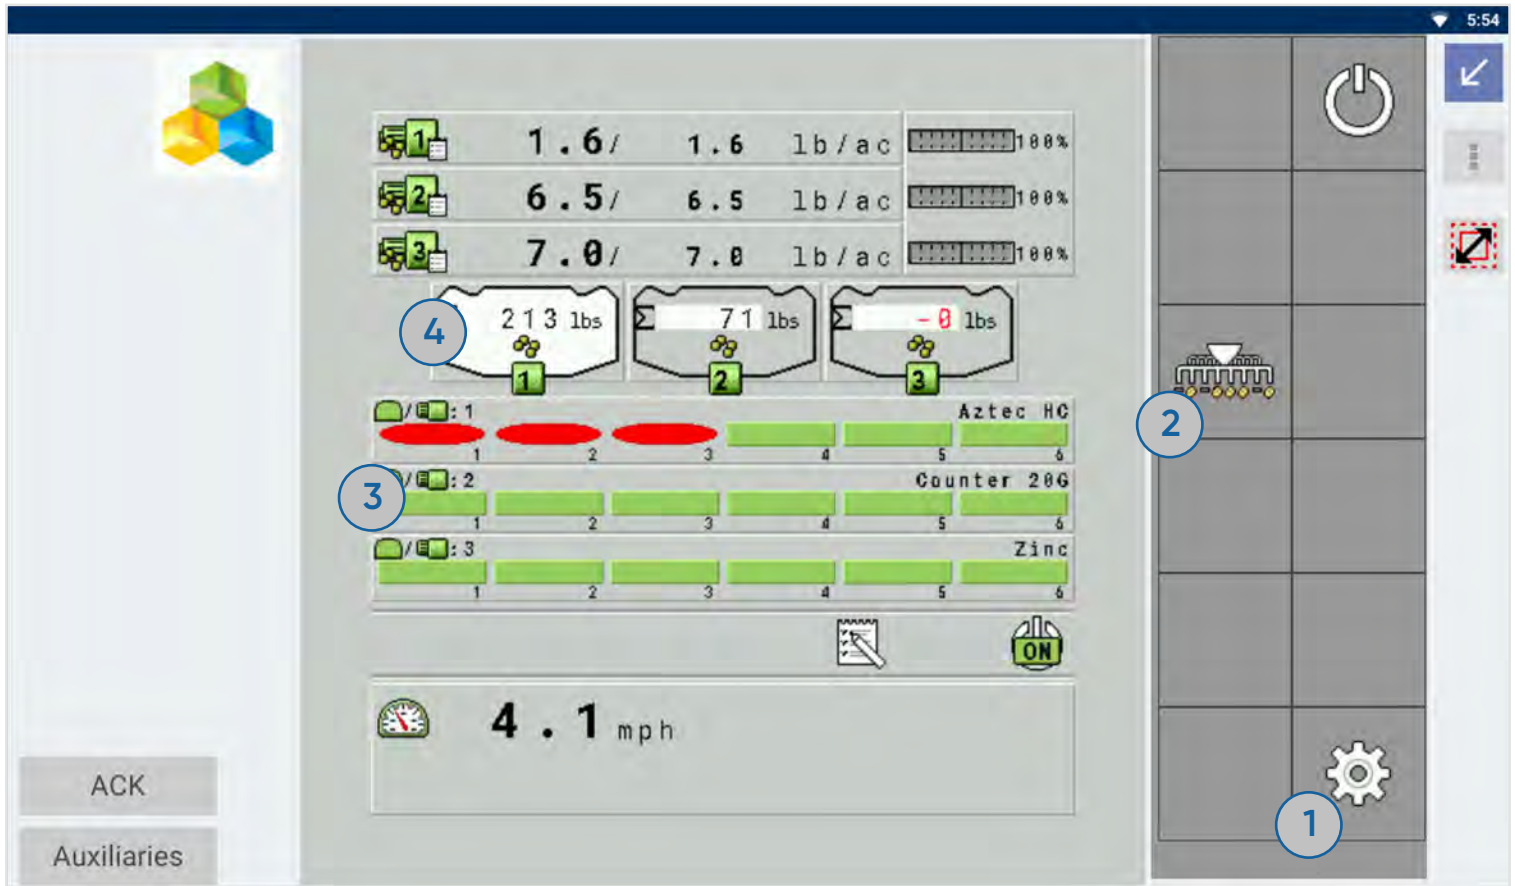 5:54
1 1.6/ 1.6 lb/ac 100%
2 6.5/ 6.5 lb/ac 100%
3 7.0/ 7.0 lb/ac 100%
4 213 lbs Σ 71 lbs Σ -0 lbs
1 2 3
/ : 1 Aztec HC
1 2 3 4 5 6
2
3 / : 2 Counter 20G
1 2 3 4 5 6
/ : 3 Zinc
1 2 3 4 5 6
ON
4.1 mph
ACK
1
Auxiliaries